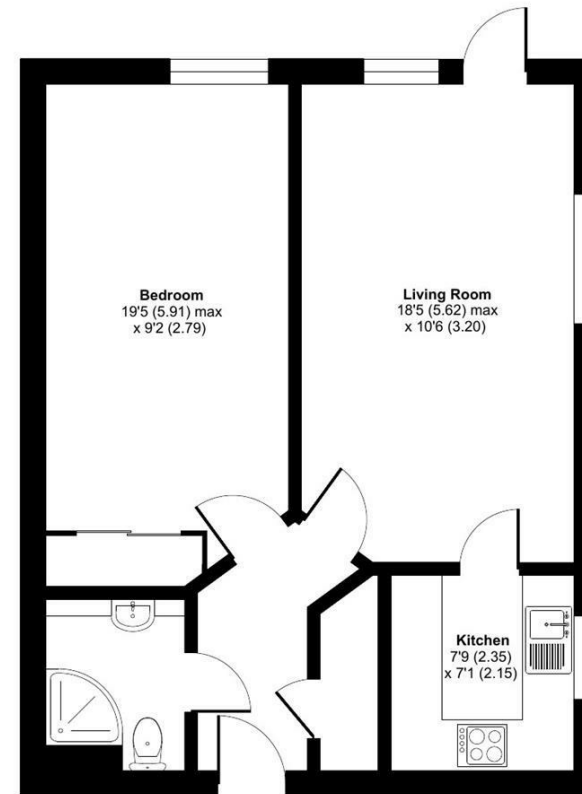 Bedroom
19'5 (5.91) max
x 9'2 (2.79)
Living Room
18'5 (5.62) max
x 10'6 (3.20)
Kitchen
7'9 (2.35)
x 7'1 (2.15)